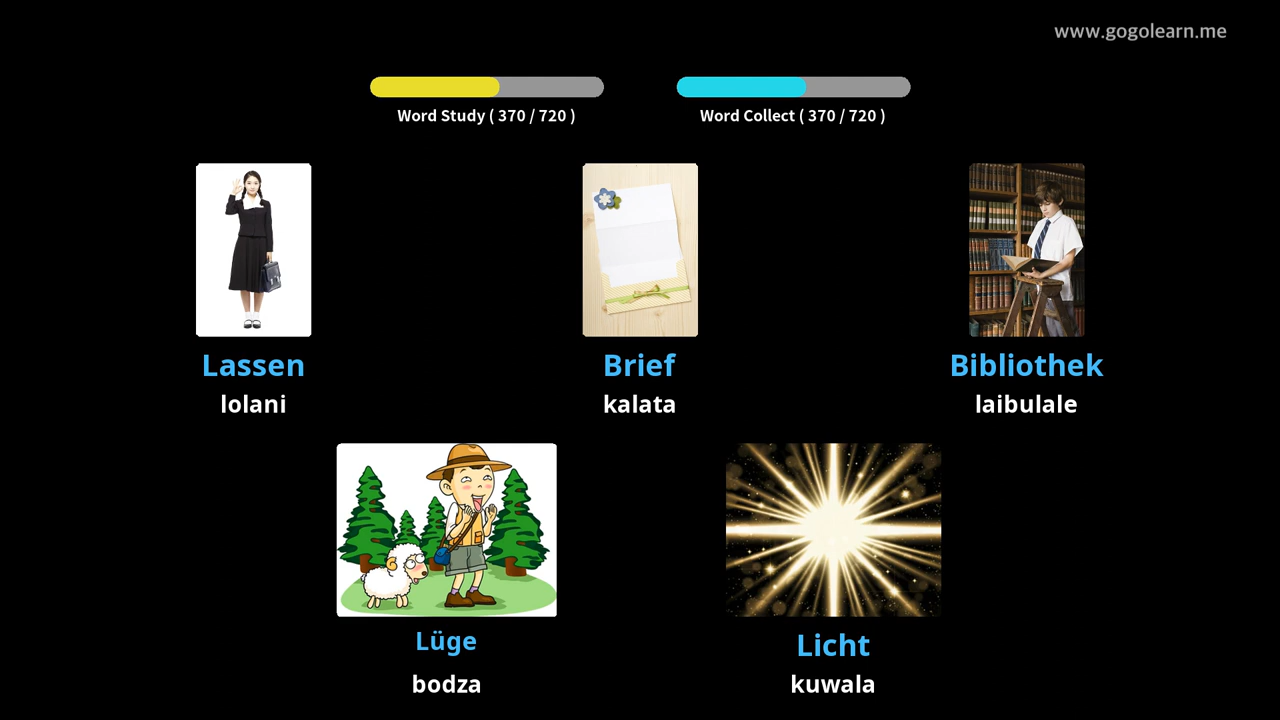 www.gogolearn.me
Word Study ( 370 / 720 )
Word Collect ( 370 / 720 )
Lassen
lolani
Brief
kalata
Bibliothek
laibulale
Lüge
bodza
Licht
kuwala